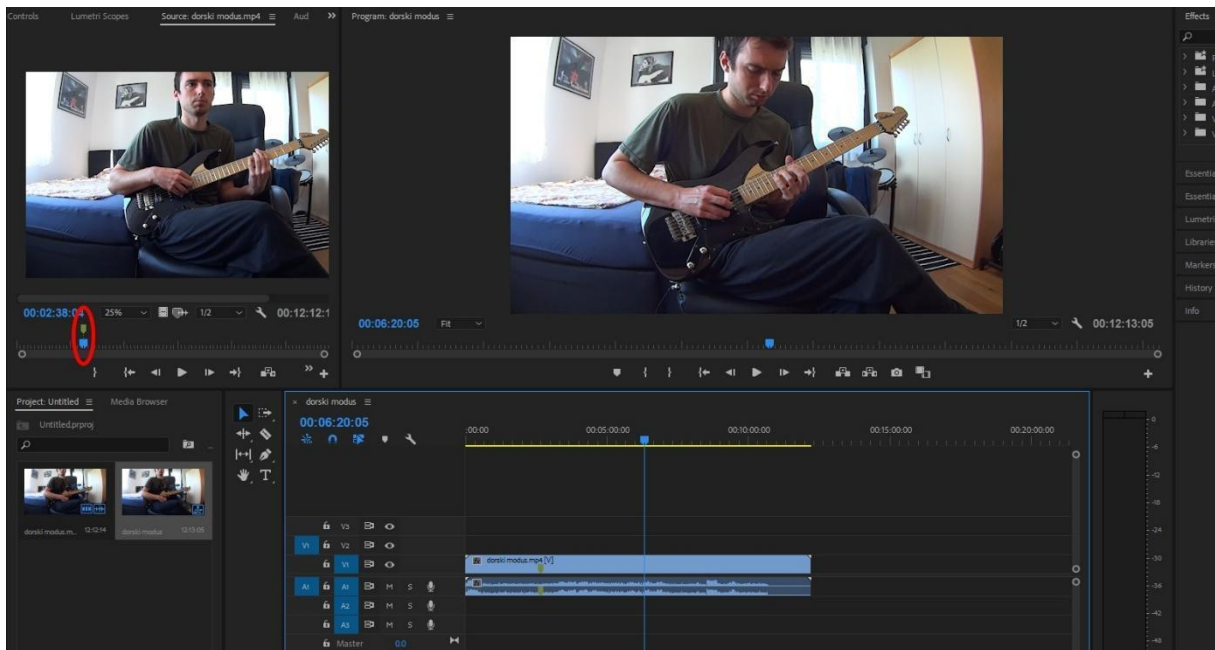 Controls Lumetri Scopes Source: dorski modus.mp4 Aud
Program: dorski modus
Effects
00:02:38:04 25% 1/2 00:12:12:1
00:06:20:05 Fit 1/2 00:12:13:05
Essentia
Essentia
Lumetri
Librarie
Markers
History
Info
Project: Untitled Media Browser
Untitled.prproj
dorski modus.m... 12:12:14 dorski modus 12:13:05
dorski modus
00:06:20:05
:00:00 00:05:00:00 00:10:00:00 00:15:00:00 00:20:00:00
V3
V1 V2
V1 dorski modus.mp4 [V]
A1 A1 M S
A2 M S
A3 M S
Master 0.0
0
-6
-12
-18
-24
-30
-36
-42
-48
T